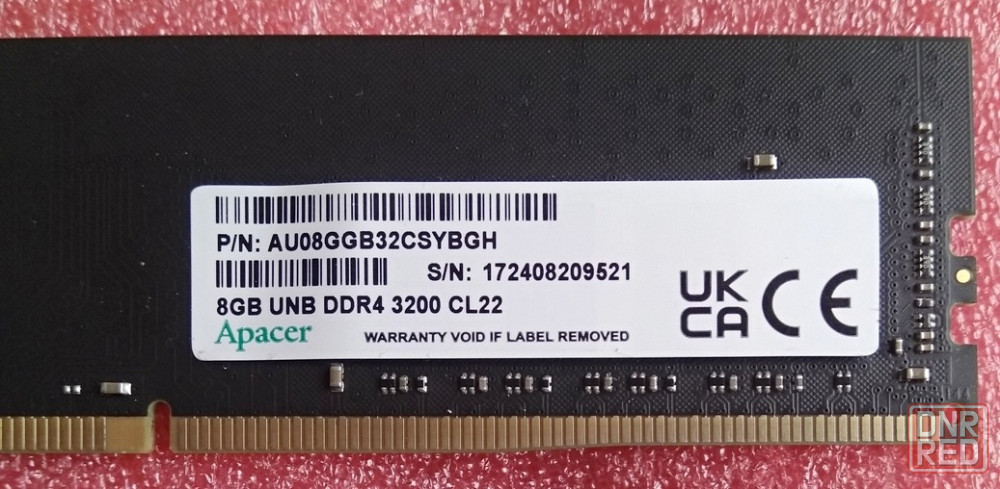 P/N: AU08GGB32CSYBGH
S/N: 172408209521
8GB UNB DDR4 3200 CL22
Apacer
WARRANTY VOID IF LABEL REMOVED
UK
CA
CE
DNR
RED